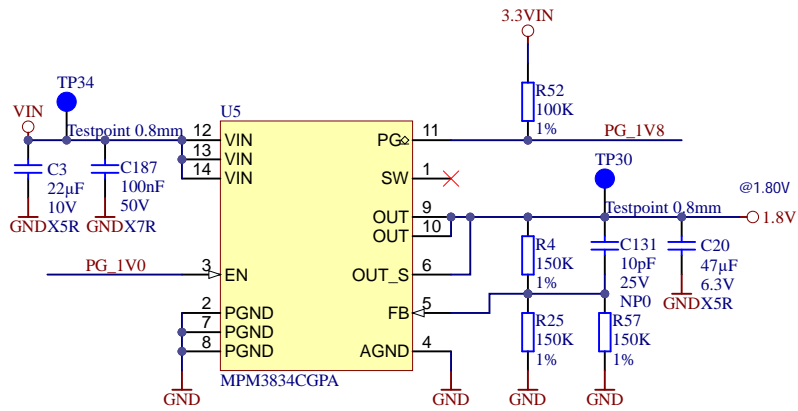 3.3VIN
TP34
U5
R52
100K
1%
VIN
Testpoint 0.8mm
12
VIN
PG
11
PG_1V8
13
VIN
14
VIN
C3
22µF
10V
X5R
GND
C187
100nF
50V
X7R
GND
SW
1
TP30
@1.80V
OUT
9
Testpoint 0.8mm
1.8V
OUT
10
R4
150K
1%
C131
10pF
25V
NP0
C20
47µF
6.3V
X5R
GND
PG_1V0
3
EN
OUT_S
6
2
PGND
FB
5
7
PGND
8
PGND
AGND
4
R25
150K
1%
R57
150K
1%
MPM3834CGPA
GND
GND
GND
GND